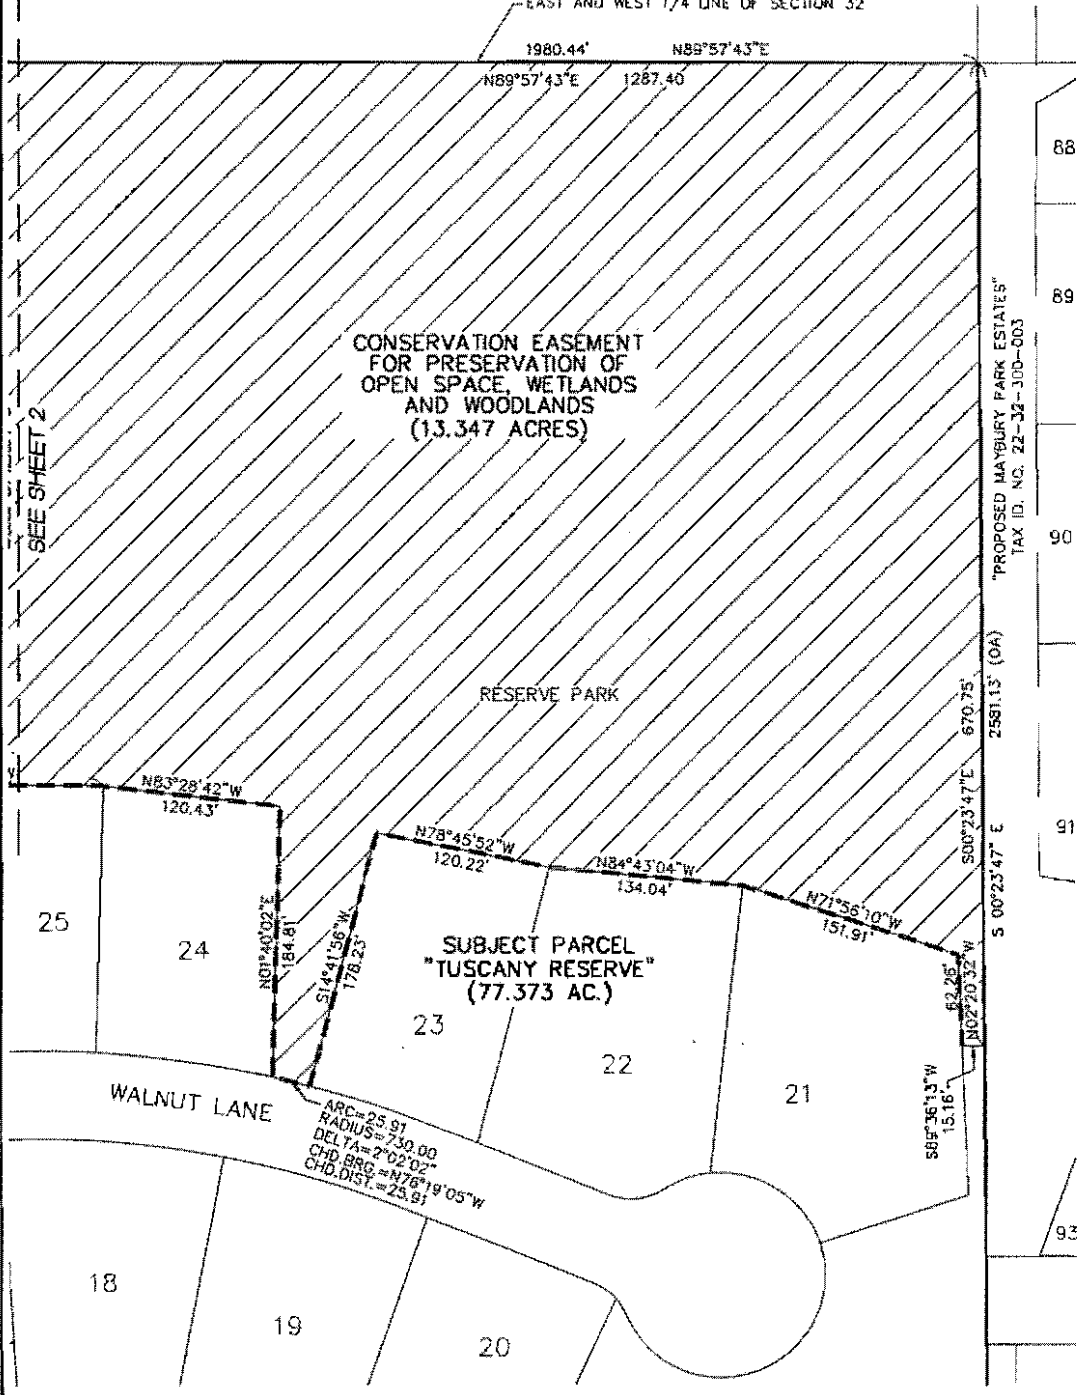 EAST AND WEST 1/4 LINE OF SECTION 32
1980.44' N89°57'43"E
N89°57'43"E 1287.40
88
89
90
91
93
CONSERVATION EASEMENT
FOR PRESERVATION OF
OPEN SPACE, WETLANDS
AND WOODLANDS
(13.347 ACRES)
SEE SHEET 2
"PROPOSED MAYBURY PARK ESTATES"
TAX ID. NO. 22-32-300-003
S00°23'47"E 670.75'
S 00°23'47" E 2581.13' (OA)
RESERVE PARK
N83°28'42"W
120.43'
N78°45'52"W
120.22'
N84°43'04"W
134.04'
N71°56'10"W
151.91'
N01°40'02"E
184.81'
S14°41'56"W
178.23'
62.26'
N02°20'32"W
S89°36'13"W
15.16'
25
24
SUBJECT PARCEL
"TUSCANY RESERVE"
(77.373 AC.)
23
22
21
WALNUT LANE
ARC=25.91
RADIUS=730.00
DELTA=2°02'02"
CHD.BRG.=N76°19'05"W
CHD.DIST.=25.91
18
19
20